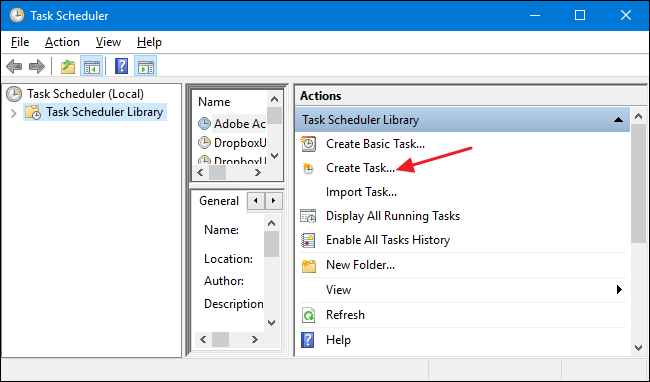 Task Scheduler
File Action View Help
Task Scheduler (Local)
Task Scheduler Library
Name
Adobe Ac
DropboxU
DropboxU
General
Name:
Location:
Author:
Description
Actions
Task Scheduler Library
Create Basic Task...
Create Task...
Import Task...
Display All Running Tasks
Enable All Tasks History
New Folder...
View
Refresh
Help